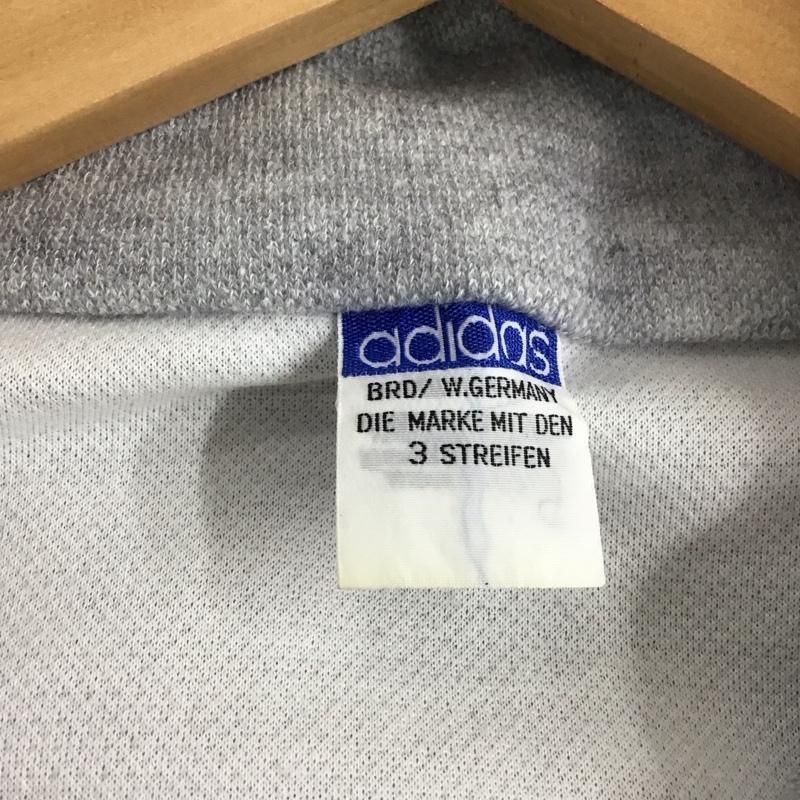 adidas
BRD/ W.GERMANY
DIE MARKE MIT DEN
3 STREIFEN